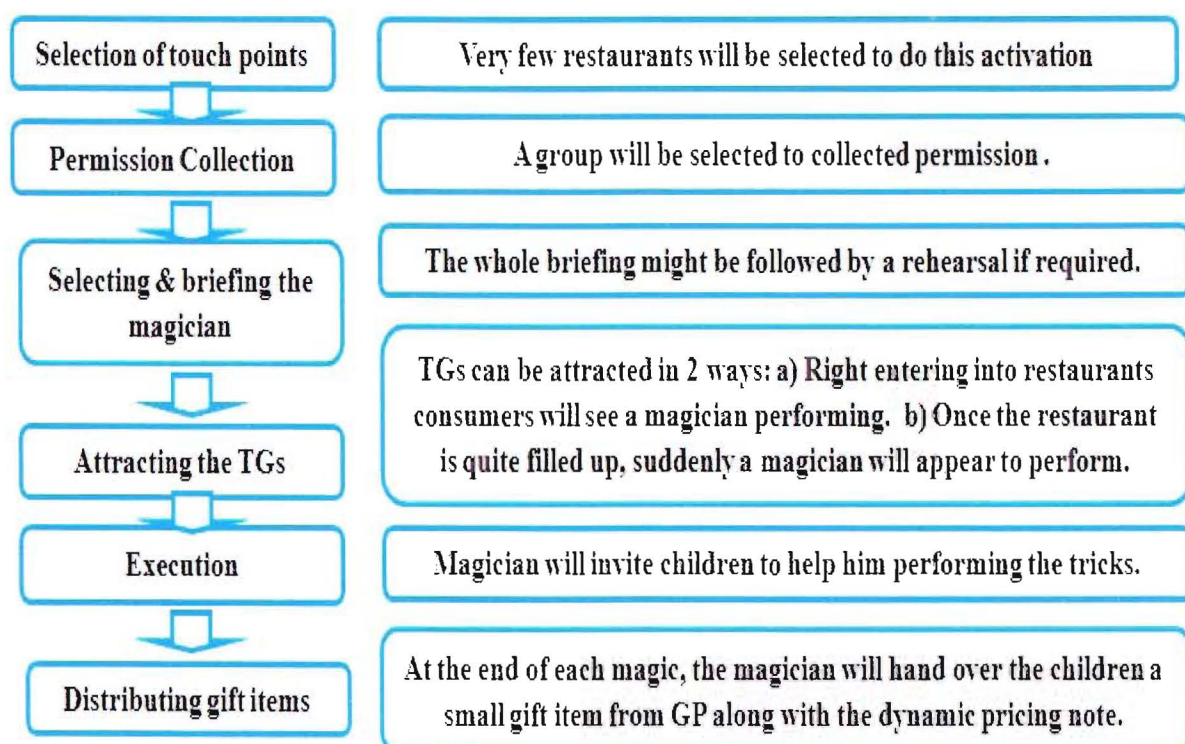 Selection of touch points
Very few restaurants will be selected to do this activation
Permission Collection
A group will be selected to collected permission .
Selecting & briefing the
magician
The whole briefing might be followed by a rehearsal if required.
Attracting the TGs
TGs can be attracted in 2 ways: a) Right entering into restaurants
consumers will see a magician performing. b) Once the restaurant
is quite filled up, suddenly a magician will appear to perform.
Execution
Magician will invite children to help him performing the tricks.
Distributing gift items
At the end of each magic, the magician will hand over the children a
small gift item from GP along with the dynamic pricing note.